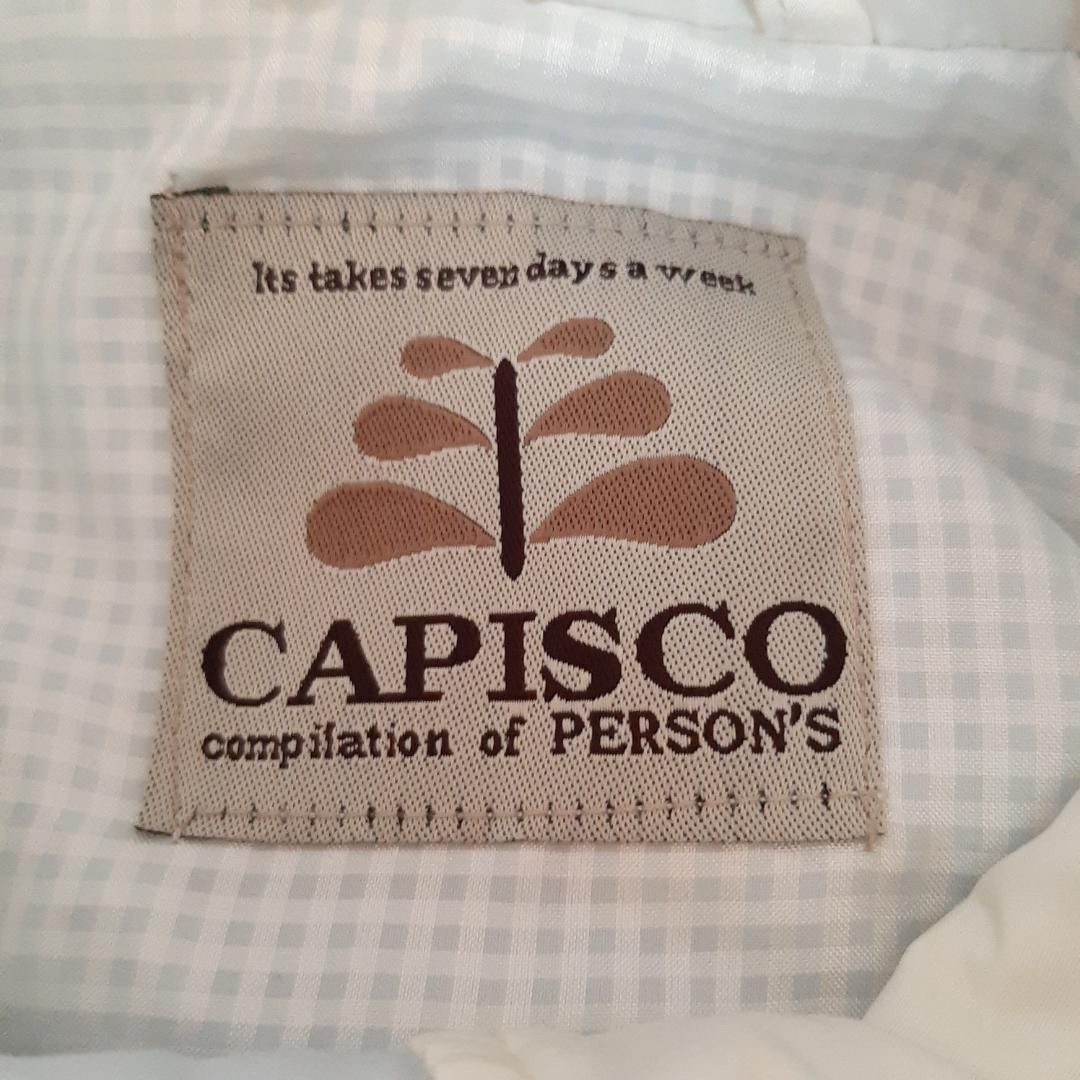 Its takes seven days a week
CAPISCO
compilation of PERSON'S